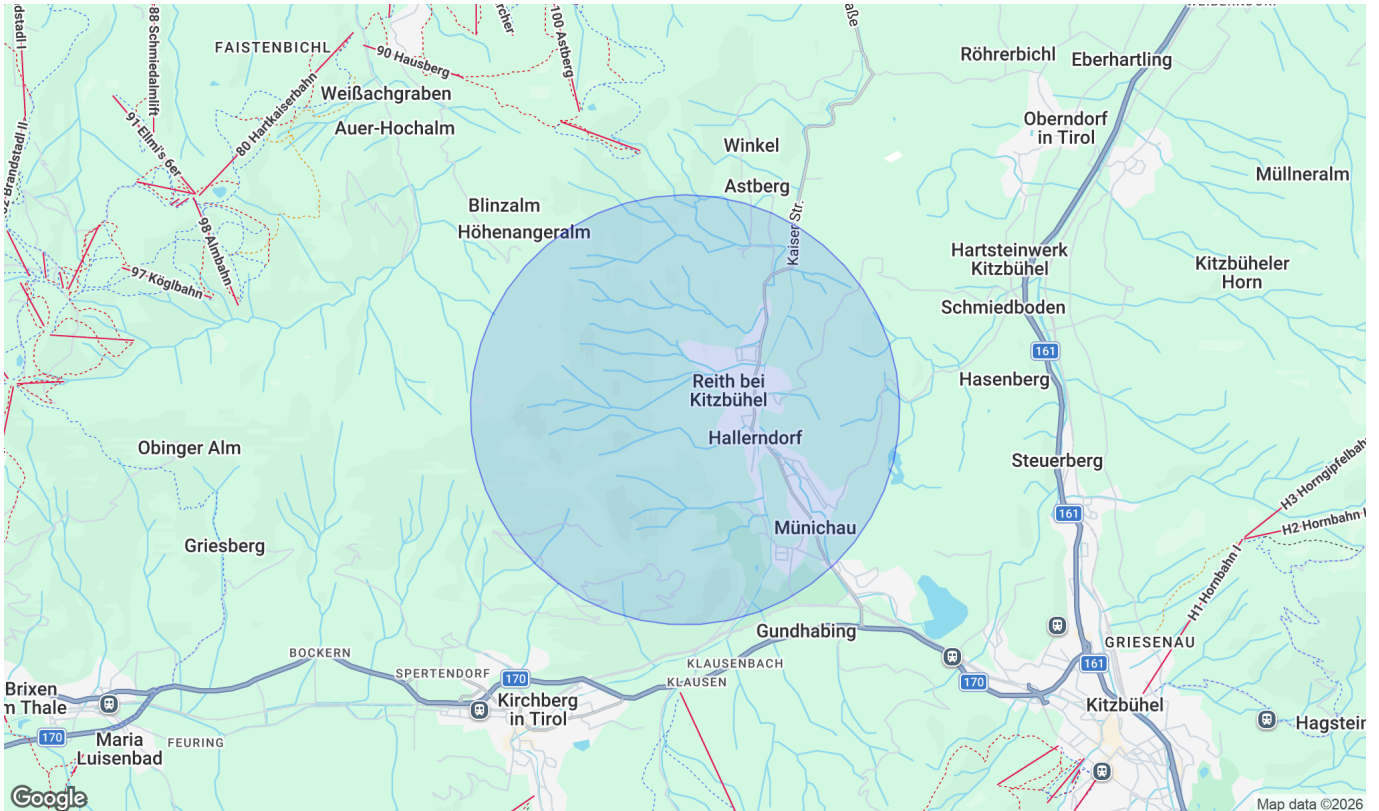 FAISTENBICHL
88 Schmiedalmlift
90 Hausberg
100 Astberg
Weißachgraben
80 Hartkaiserbahn
91 Ellmi's 6er
Auer-Hochalm
98 Almbahn
97 Köglbahn
Röhrerbichl
Eberhartling
Oberndorf
in Tirol
Winkel
Astberg
Müllneralm
Blinzalm
Höhenangeralm
Kaiser Str.
Hartsteinwerk
Kitzbühel
Kitzbüheler
Horn
Schmiedboden
161
Hasenberg
Reith bei
Kitzbühel
Hallerndorf
Obinger Alm
Steuerberg
H3 Horngipfelbahn
H2 Hornbahn
161
Münichau
Griesberg
H1 Hornbahn I
Gundhabing
GRIESENAU
BOCKERN
KLAUSENBACH
161
SPERTENDORF
170
KLAUSEN
170
Brixen
Kirchberg
in Tirol
Kitzbühel
170
Maria
Luisenbad
FEURING
Google
Map data ©2026